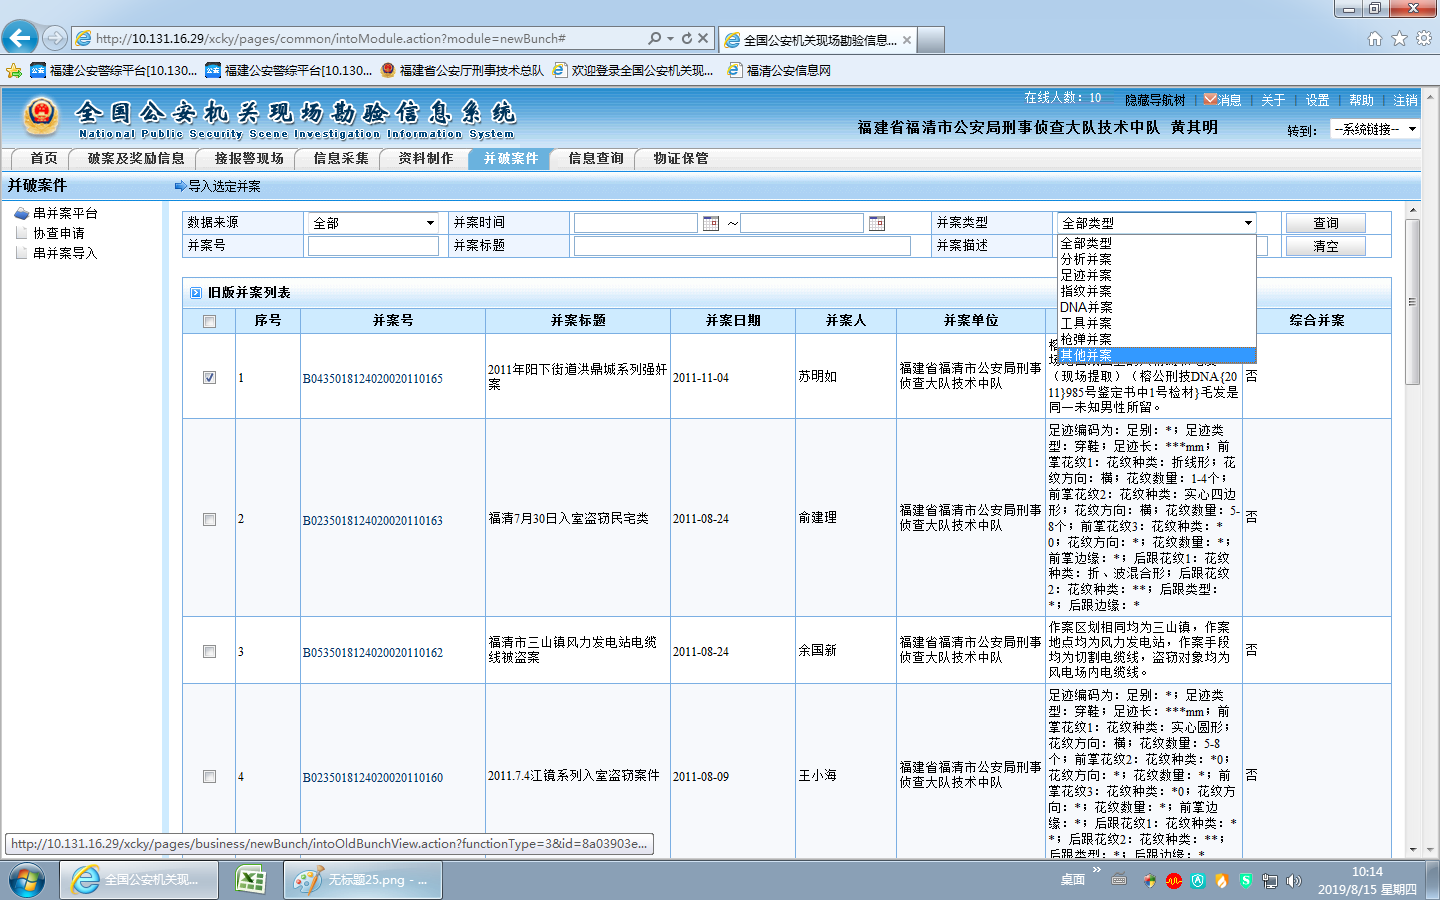 http://10.131.16.29/xcky/pages/common/intoModule.action?module=newBunch#
全国公安机关现场勘验信息...
福建公安警综平台[10.130... 福建公安警综平台[10.130... 福建省公安厅刑事技术总队 欢迎登录全国公安机关现... 福清公安信息网
全国公安机关现场勘验信息系统
National Public Security Scene Investigation Information System
在线人数：10 隐藏导航树 消息 关于 设置 帮助 注销
福建省福清市公安局刑事侦查大队技术中队 黄其明 转到： --系统链接--
首页 破案及奖励信息 接报警现场 信息采集 资料制作 并破案件 信息查询 物证保管
并破案件
导入选定并案
串并案平台
协查申请
串并案导入
数据来源 全部 并案时间 ～ 并案类型 全部类型 查询
并案号 并案标题 并案描述 清空
全部类型
分析并案
足迹并案
指纹并案
DNA并案
工具并案
枪弹并案
其他并案
旧版并案列表
序号 并案号 并案标题 并案日期 并案人 并案单位 综合并案
1 B0435018124020020110165
2011年阳下街道洪鼎城系列强奸
案
2011-11-04 苏明如
福建省福清市公安局刑事
侦查大队技术中队
（现场提取）（榕公刑技DNA{20
11}985号鉴定书中1号检材}毛发是
同一未知男性所留。
否
2 B0235018124020020110163 福清7月30日入室盗窃民宅类 2011-08-24 俞建理
福建省福清市公安局刑事
侦查大队技术中队
足迹编码为：足别：*；足迹类
型：穿鞋；足迹长：***mm；前
掌花纹1：花纹种类：折线形；花
纹方向：横；花纹数量：1-4个；
前掌花纹2：花纹种类：实心四边
形；花纹方向：横；花纹数量：5-
8个；前掌花纹3：花纹种类：*
0；花纹方向：*；花纹数量：*；
前掌边缘：*；后跟花纹1：花纹
种类：折、波混合形；后跟花纹
2：花纹种类：**；后跟类型：
*；后跟边缘：*
否
3 B0535018124020020110162
福清市三山镇风力发电站电缆
线被盗案
2011-08-24 余国新
福建省福清市公安局刑事
侦查大队技术中队
作案区划相同均为三山镇，作案
地点均为风力发电站，作案手段
均为切割电缆线，盗窃对象均为
风电场内电缆线。
否
4 B0235018124020020110160 2011.7.4江镜系列入室盗窃案件 2011-08-09 王小海
福建省福清市公安局刑事
侦查大队技术中队
足迹编码为：足别：*；足迹类
型：穿鞋；足迹长：***mm；前
掌花纹1：花纹种类：实心圆形；
花纹方向：横；花纹数量：5-8
个；前掌花纹2：花纹种类：*0；
花纹方向：*；花纹数量：*；前
掌花纹3：花纹种类：*0；花纹方
向：*；花纹数量：*；前掌边
缘：*；后跟花纹1：花纹种类：*
*；后跟花纹2：花纹种类：**；
后跟类型：*；后跟边缘：*
否
http://10.131.16.29/xcky/pages/business/newBunch/intoOldBunchView.action?functionType=3&id=8a03903e...
全国公安机关现... 无标题25.png - ... 桌面 10:14
2019/8/15 星期四